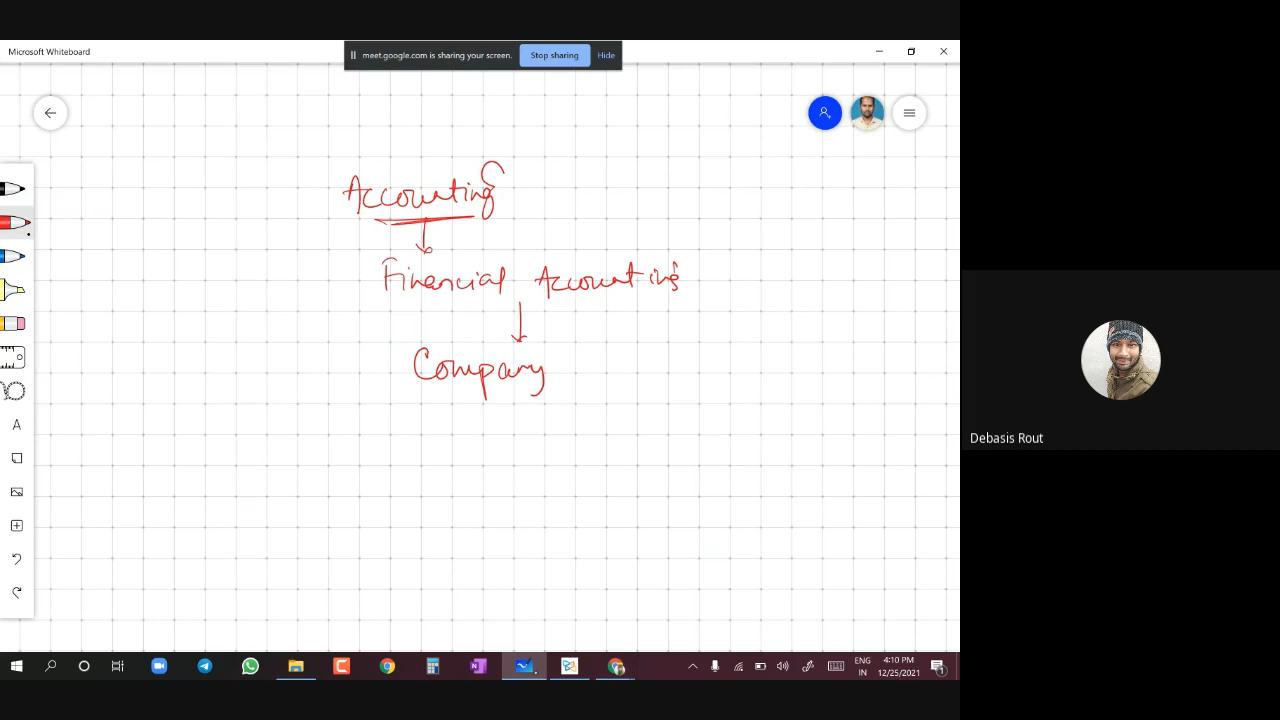 Microsoft Whiteboard
meet.google.com is sharing your screen.
Stop sharing
Hide
Accounting
Financial Accounting
Company
Debasis Rout
A
ENG
IN
4:10 PM
12/25/2021
1